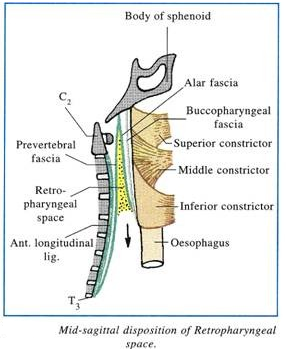 Body of sphenoid
Alar fascia
C2
Buccopharyngeal
fascia
Superior constrictor
Prevertebral
fascia
Middle constrictor
Retro-
pharyngeal
space
Inferior constrictor
Ant. longitudinal
lig.
Oesophagus
T3
Mid-sagittal disposition of Retropharyngeal
space.